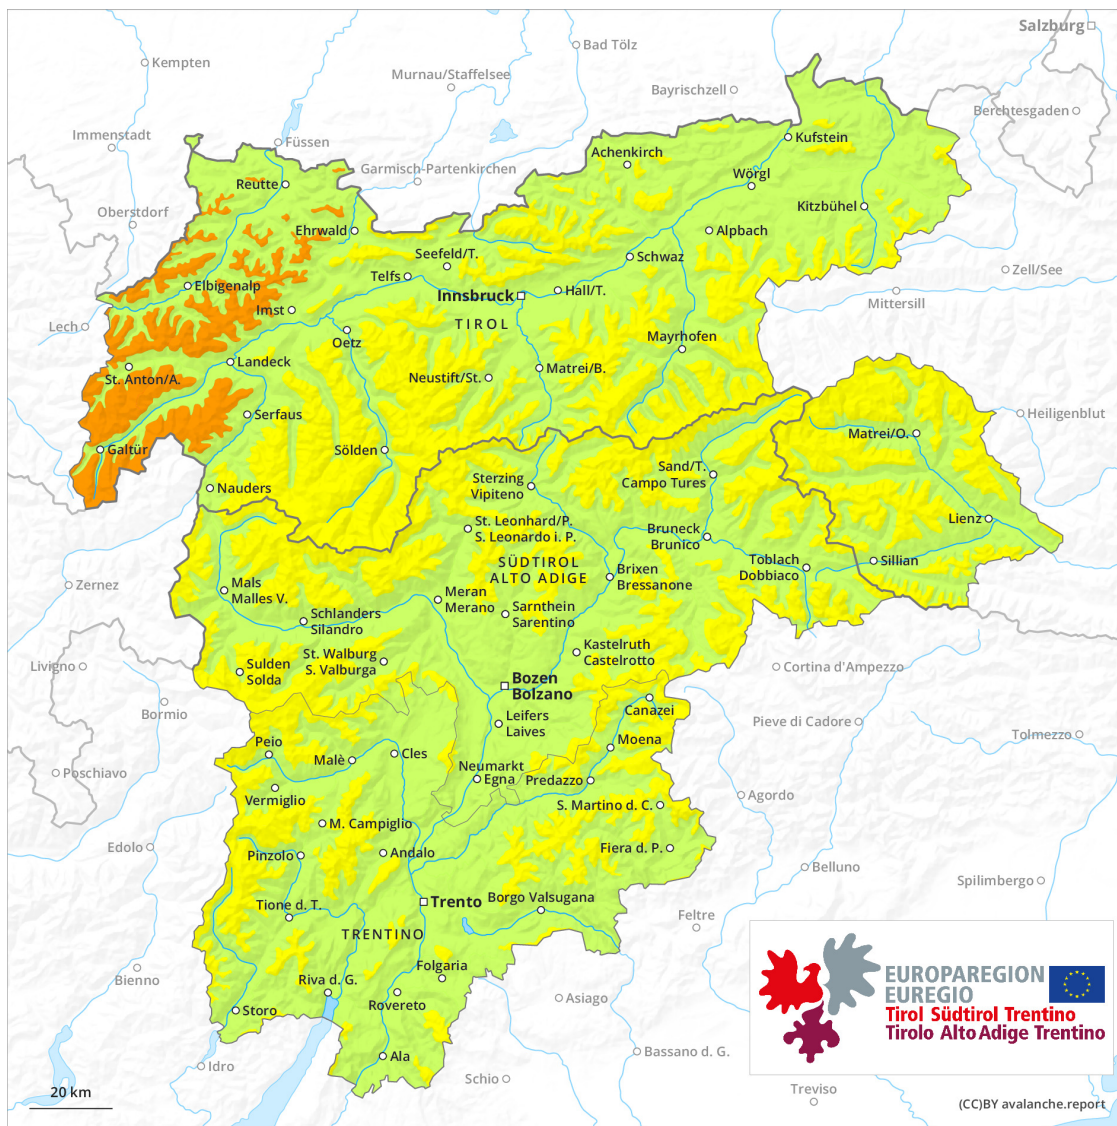 Salzburg
Kempten
Bad Tölz
Murnau/Staffelsee
Bayrischzell
Berchtesgaden
Immenstadt
Füssen
Kufstein
Achenkirch
Garmisch-Partenkirchen
Wörgl
Reutte
Oberstdorf
Kitzbühel
Ehrwald
Alpbach
Seefeld/T.
Schwaz
Telfs
Zell/See
Elbigenalp
Innsbruck
Hall/T.
Mittersill
Imst
Lech
TIROL
Oetz
Mayrhofen
Landeck
St. Anton/A.
Neustift/St.
Matrei/B.
Serfaus
Heiligenblut
Matrei/O.
Galtür
Sölden
Sand/T.
Campo Tures
Sterzing
Vipiteno
Nauders
St. Leonhard/P.
S. Leonardo i. P.
Lienz
Bruneck
Brunico
SÜDTIROL
ALTO ADIGE
Toblach
Dobbiaco
Sillian
Zernez
Mals
Malles V.
Brixen
Bressanone
Meran
Merano
Schlanders
Silandro
Sarnthein
Sarentino
Kastelruth
Castelrotto
Livigno
St. Walburg
S. Valburga
Sulden
Solda
Cortina d'Ampezzo
Bozen
Bolzano
Bormio
Canazei
Leifers
Laives
Pieve di Cadore
Tolmezzo
Peio
Moena
Cles
Malè
Poschiavo
Neumarkt
Egna
Predazzo
Vermiglio
Agordo
S. Martino d. C.
M. Campiglio
Edolo
Pinzolo
Andalo
Fiera d. P.
Belluno
Spilimbergo
Trento
Borgo Valsugana
Tione d. T.
Feltre
TRENTINO
Bienno
Folgaria
Riva d. G.
Rovereto
Asiago
Storo
EUROPAREGION
EUREGIO
Tirol Südtirol Trentino
Tirolo Alto Adige Trentino
Ala
Bassano d. G.
Idro
Schio
Treviso
20 km
(CC)BY avalanche.report